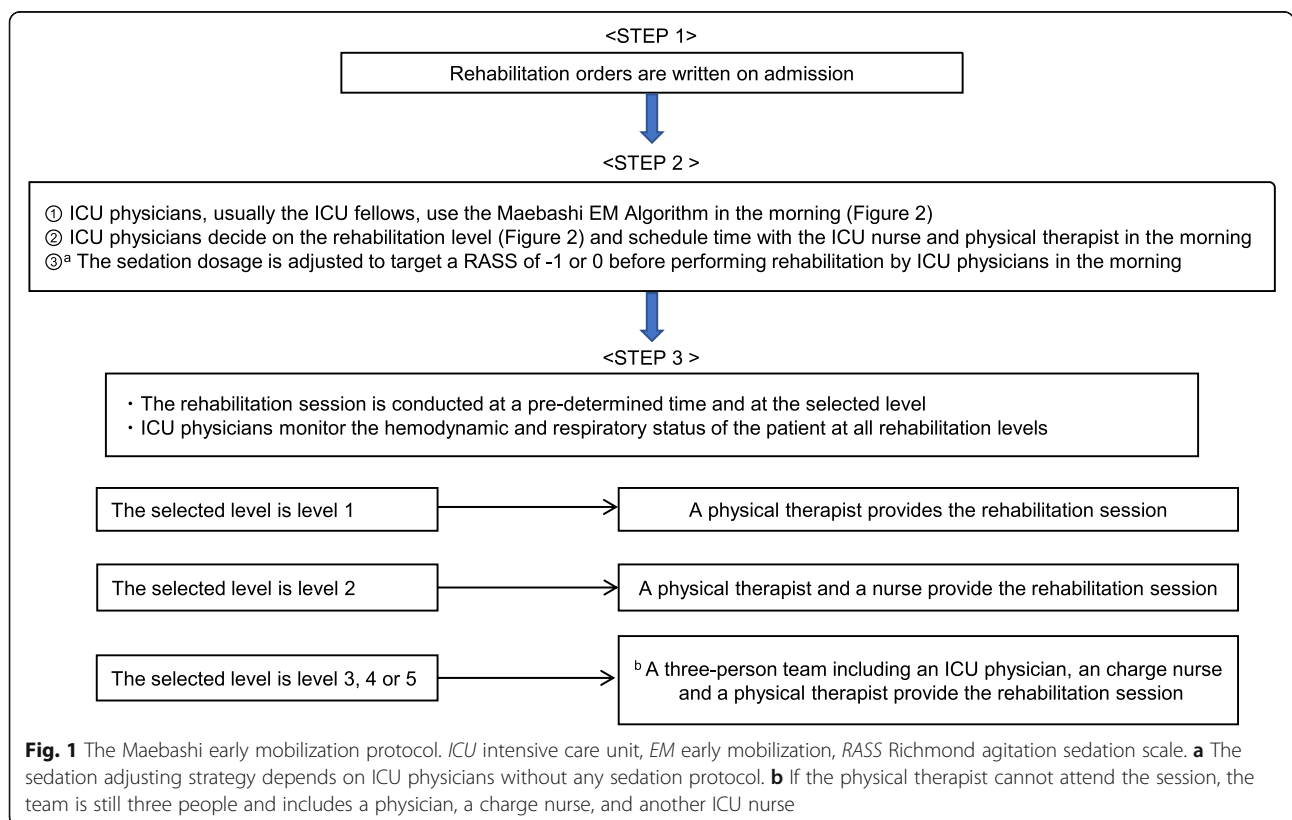 <STEP 1>
Rehabilitation orders are written on admission
<STEP 2 >
① ICU physicians, usually the ICU fellows, use the Maebashi EM Algorithm in the morning (Figure 2)
② ICU physicians decide on the rehabilitation level (Figure 2) and schedule time with the ICU nurse and physical therapist in the morning
③a The sedation dosage is adjusted to target a RASS of -1 or 0 before performing rehabilitation by ICU physicians in the morning
<STEP 3 >
・The rehabilitation session is conducted at a pre-determined time and at the selected level
・ICU physicians monitor the hemodynamic and respiratory status of the patient at all rehabilitation levels
The selected level is level 1
A physical therapist provides the rehabilitation session
The selected level is level 2
A physical therapist and a nurse provide the rehabilitation session
The selected level is level 3, 4 or 5
b A three-person team including an ICU physician, an charge nurse
and a physical therapist provide the rehabilitation session
Fig. 1 The Maebashi early mobilization protocol. ICU intensive care unit, EM early mobilization, RASS Richmond agitation sedation scale. a The
sedation adjusting strategy depends on ICU physicians without any sedation protocol. b If the physical therapist cannot attend the session, the
team is still three people and includes a physician, a charge nurse, and another ICU nurse